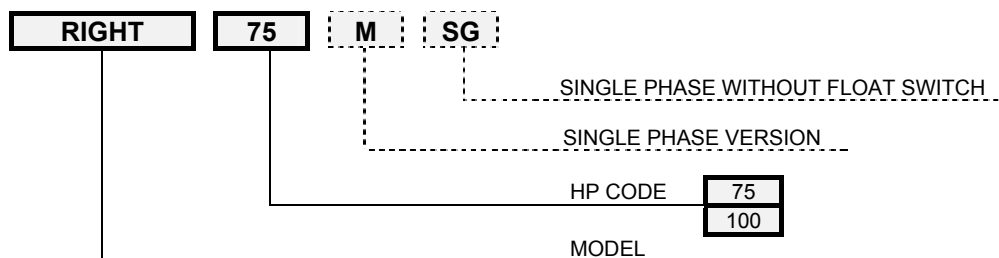 RIGHT 75 M SG
SINGLE PHASE WITHOUT FLOAT SWITCH
SINGLE PHASE VERSION
HP CODE 75
100
MODEL